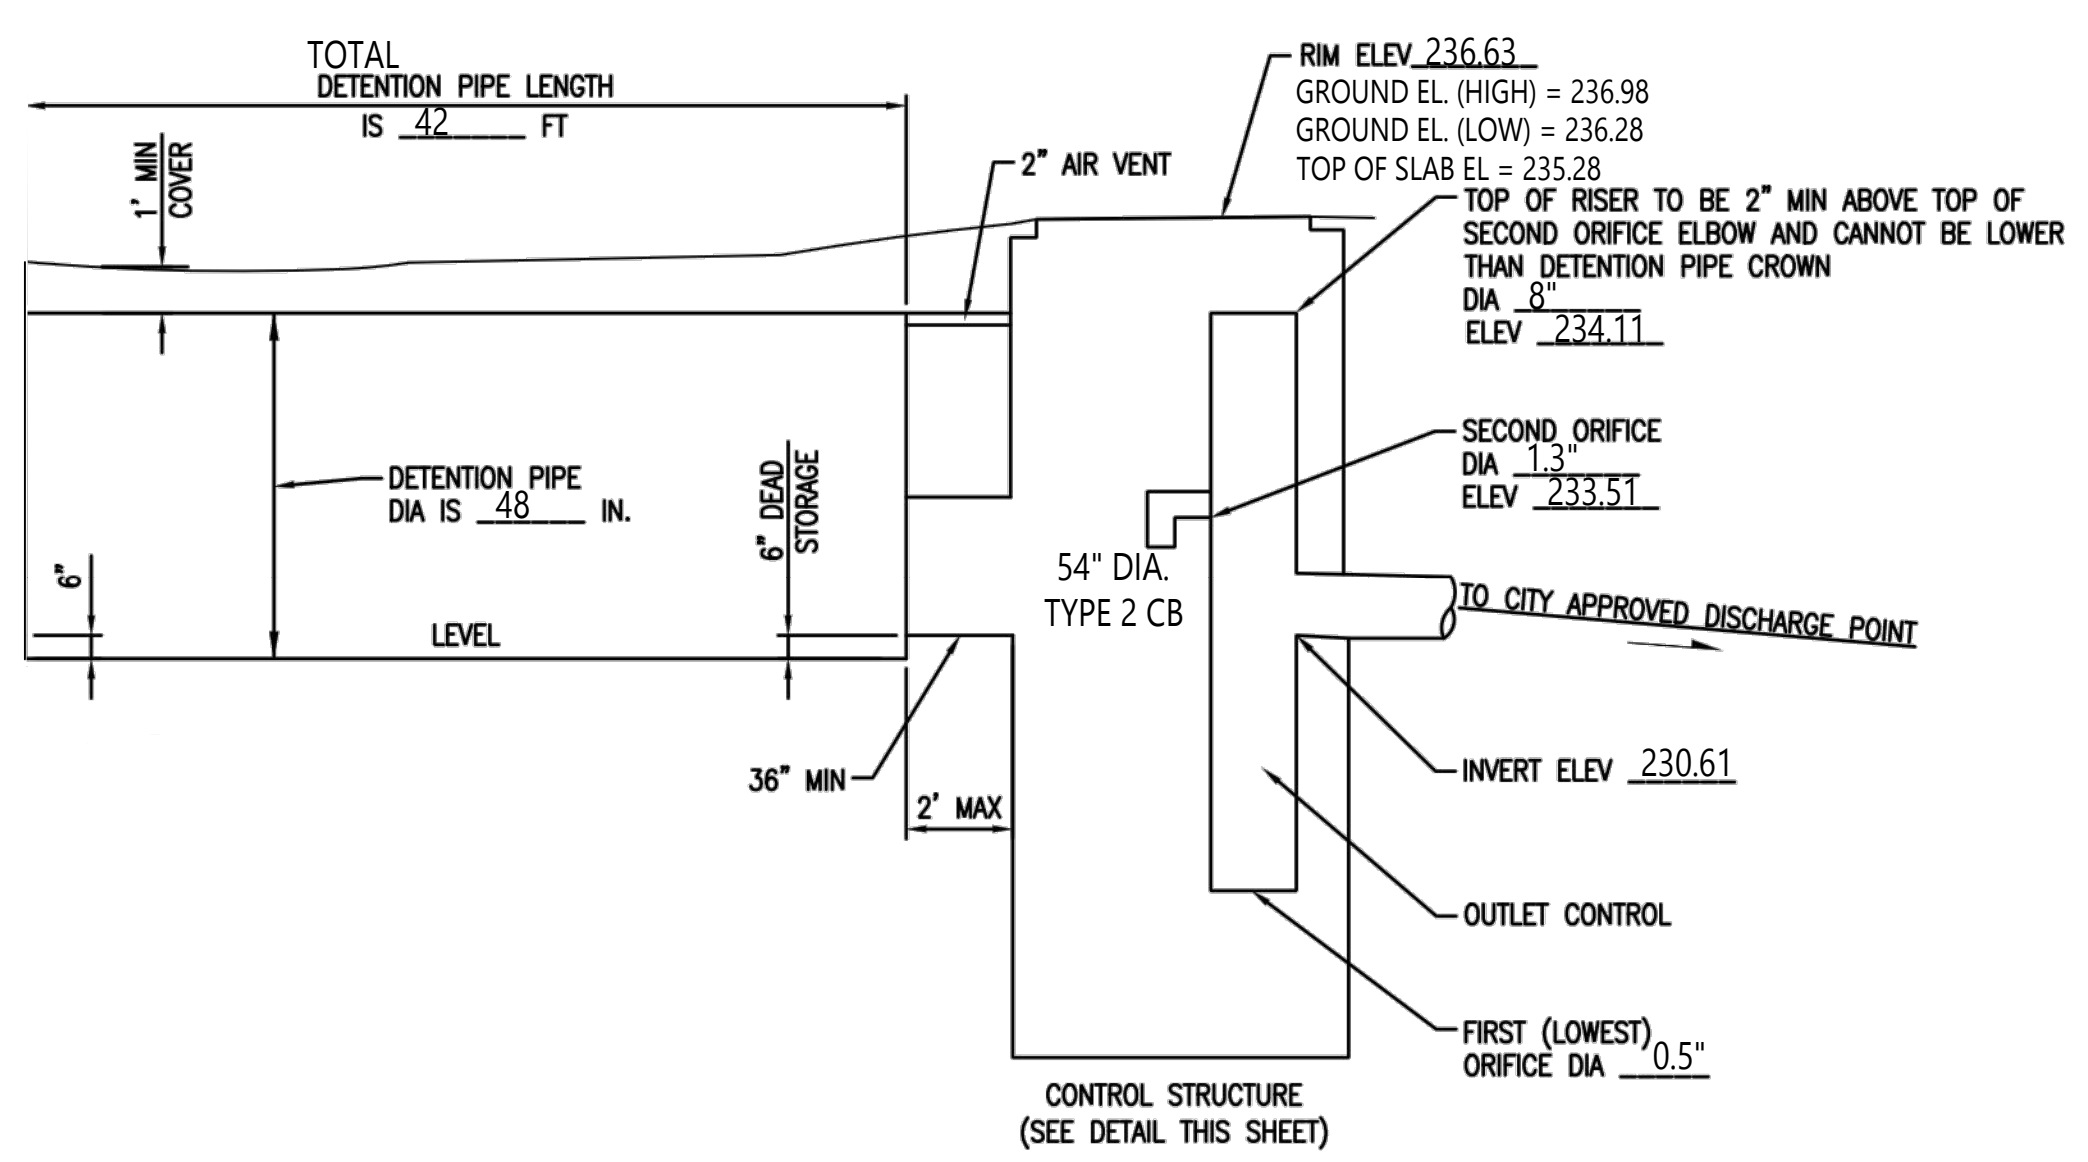 TOTAL
DETENTION PIPE LENGTH
IS 42 FT
1' MIN
COVER
RIM ELEV 236.63
GROUND EL. (HIGH) = 236.98
GROUND EL. (LOW) = 236.28
TOP OF SLAB EL = 235.28
2" AIR VENT
TOP OF RISER TO BE 2" MIN ABOVE TOP OF
SECOND ORIFICE ELBOW AND CANNOT BE LOWER
THAN DETENTION PIPE CROWN
DIA 8"
ELEV 234.11
SECOND ORIFICE
DIA 1.3"
ELEV 233.51
DETENTION PIPE
DIA IS 48 IN.
6" DEAD
STORAGE
6"
LEVEL
54" DIA.
TYPE 2 CB
TO CITY APPROVED DISCHARGE POINT
36" MIN
2' MAX
INVERT ELEV 230.61
OUTLET CONTROL
FIRST (LOWEST)
ORIFICE DIA 0.5"
CONTROL STRUCTURE
(SEE DETAIL THIS SHEET)